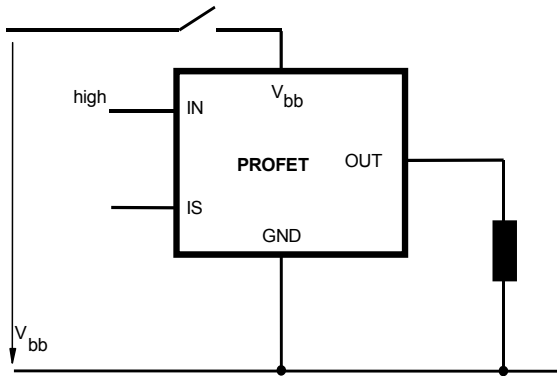 high
IN
V bb
PROFET
OUT
IS
GND
V bb